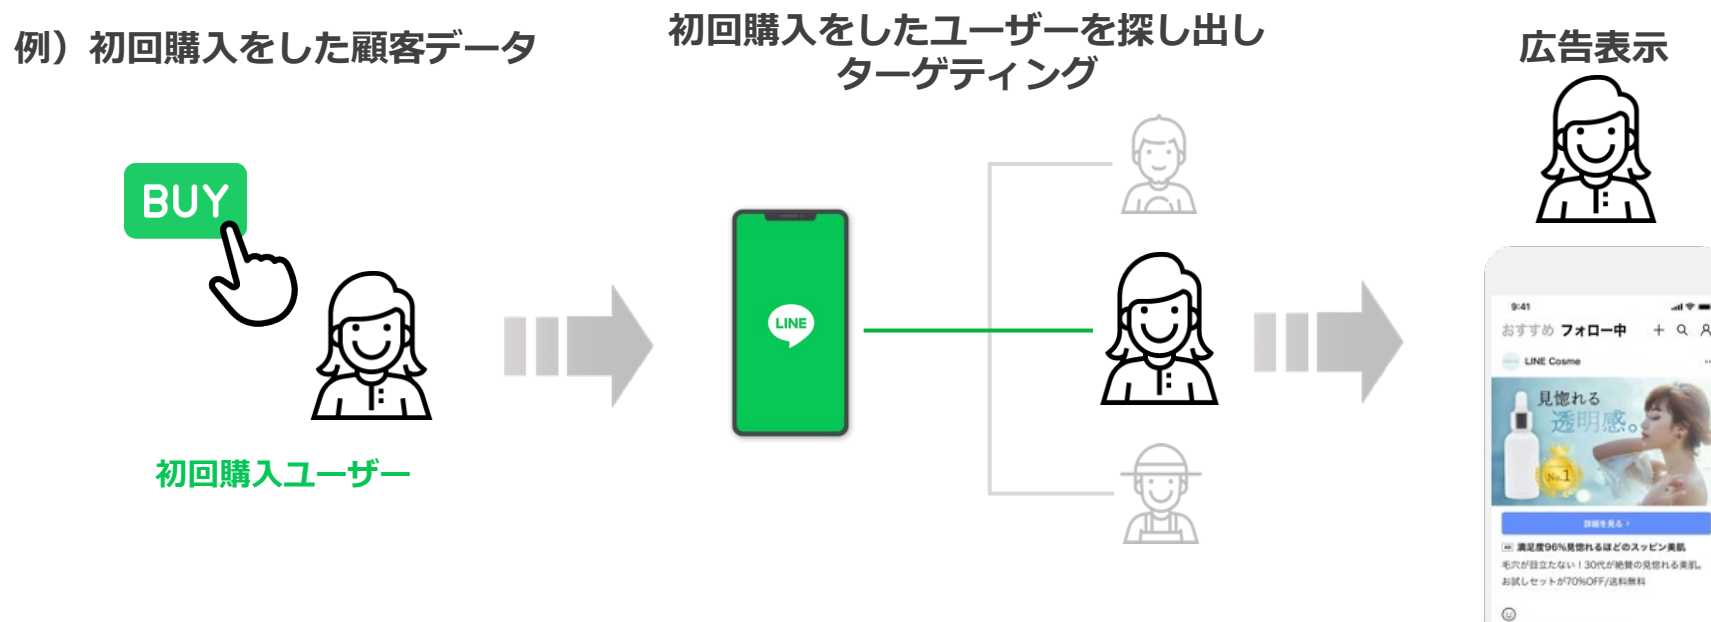 例）初回購入をした顧客データ
初回購入をしたユーザーを探し出し
ターゲティング
広告表示
BUY
初回購入ユーザー
LINE
9:41
おすすめ フォロー中
LINE Cosme
見惚れる
透明感。
No.1
詳細を見る
満足度96%見惚れるほどのスッピン美肌
毛穴が目立たない！30代が絶賛の見惚れる美肌。
お試しセットが70%OFF/送料無料